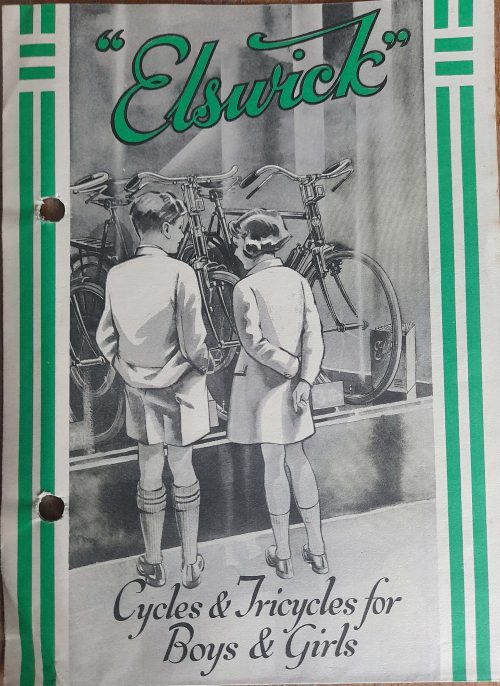 "Elswick"
Cycles & Tricycles for
Boys & Girls